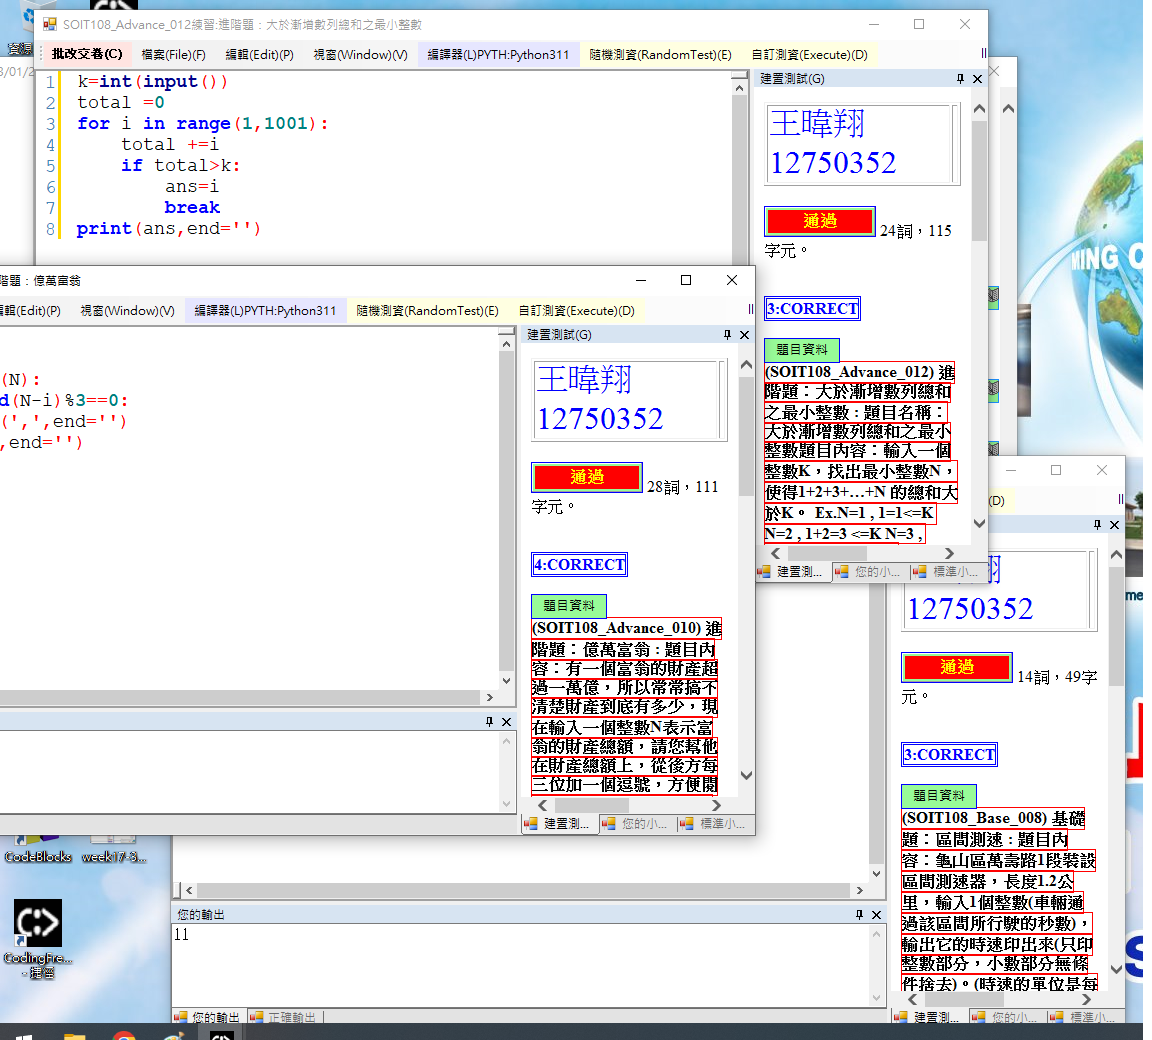 SOIT108_Advance_012練習:進階題：大於漸增數列總和之最小整數
批改交卷(C) 檔案(File)(F) 編輯(Edit)(P) 視窗(Window)(V) 編譯器(L)PYTH:Python311 隨機測資(RandomTest)(E) 自訂測資(Execute)(D)
1 k=int(input())
2 total =0
3 for i in range(1,1001):
4 total +=i
5 if total>k:
6 ans=i
7 break
8 print(ans,end='')
建置測試(G)
王暐翔
12750352
通過 24詞，115
字元。
3:CORRECT
題目資料
(SOIT108_Advance_012) 進
階題：大於漸增數列總和
之最小整數 : 題目名稱：
大於漸增數列總和之最小
整數題目內容：輸入一個
整數K，找出最小整數N，
使得1+2+3+…+N 的總和大
於K。 Ex.N=1 , 1=1<=K
N=2 , 1+2=3 <=K N=3 ,
建置測... 您的小... 標準小...
階題：億萬富翁
編輯(Edit)(P) 視窗(Window)(V) 編譯器(L)PYTH:Python311 隨機測資(RandomTest)(E) 自訂測資(Execute)(D)
(N):
d(N-i)%3==0:
(',',end='')
,end='')
建置測試(G)
王暐翔
12750352
通過 28詞，111
字元。
4:CORRECT
題目資料
(SOIT108_Advance_010) 進
階題：億萬富翁 : 題目內
容：有一個富翁的財產超
過一萬億，所以常常搞不
清楚財產到底有多少，現
在輸入一個整數N表示富
翁的財產總額，請您幫他
在財產總額上，從後方每
三位加一個逗號，方便閱
建置測... 您的小... 標準小...
(D)
翔
12750352
通過 14詞，49字
元。
3:CORRECT
題目資料
(SOIT108_Base_008) 基礎
題：區間測速 : 題目內
容：龜山區萬壽路1段裝設
區間測速器，長度1.2公
里，輸入1個整數(車輛通
過該區間所行駛的秒數)，
輸出它的時速印出來(只印
整數部分，小數部分無條
件捨去)。(時速的單位是每
建置測... 您的小... 標準小...
您的輸出
11
您的輸出 正確輸出
CodeBlocks week17-3...
CodingFre...
- 捷徑
MING C
me